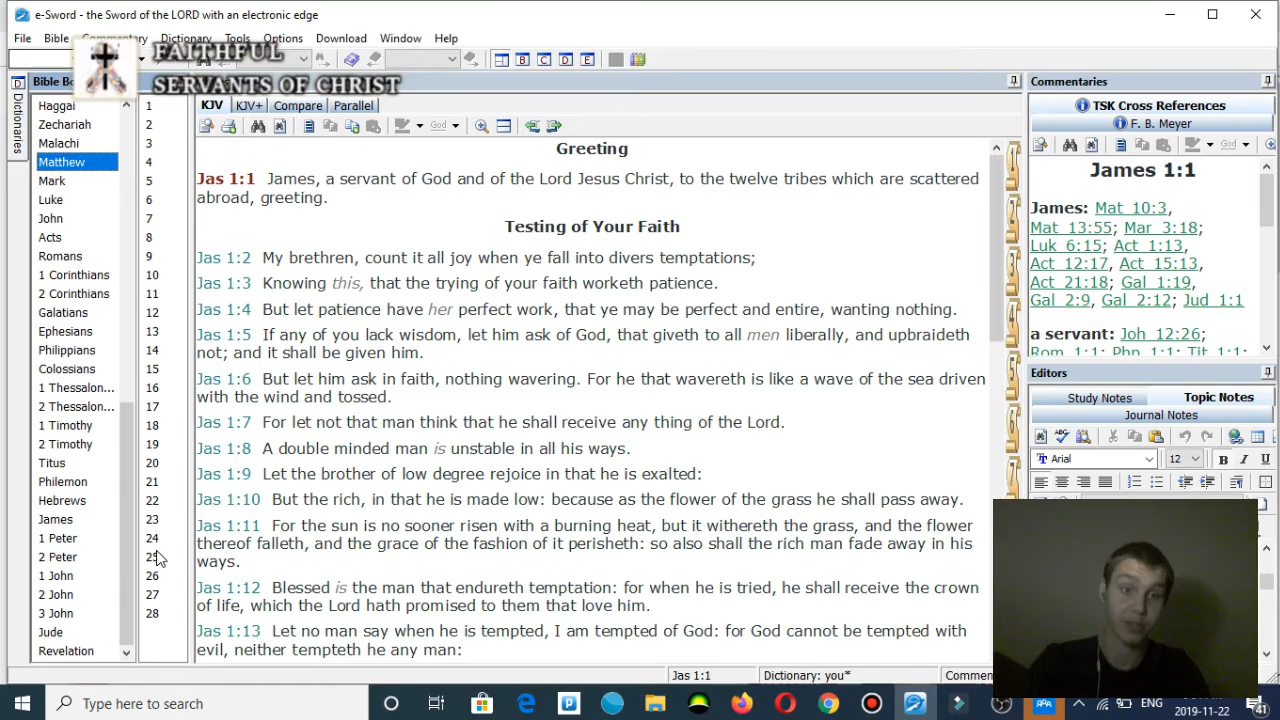 e-Sword - the Sword of the LORD with an electronic edge
File Bible Commentary Dictionary Tools Options Download Window Help
FAITHFUL
SERVANTS OF CHRIST
Dictionaries
Haggai
Zechariah
Malachi
Matthew
Mark
Luke
John
Acts
Romans
1 Corinthians
2 Corinthians
Galatians
Ephesians
Philippians
Colossians
1 Thessalon...
2 Thessalon...
1 Timothy
2 Timothy
Titus
Philemon
Hebrews
James
1 Peter
2 Peter
1 John
2 John
3 John
Jude
Revelation
1
2
3
4
5
6
7
8
9
10
11
12
13
14
15
16
17
18
19
20
21
22
23
24
25
26
27
28
KJV KJV+ Compare Parallel
Greeting
Jas 1:1 James, a servant of God and of the Lord Jesus Christ, to the twelve tribes which are scattered
abroad, greeting.
Testing of Your Faith
Jas 1:2 My brethren, count it all joy when ye fall into divers temptations;
Jas 1:3 Knowing this, that the trying of your faith worketh patience.
Jas 1:4 But let patience have her perfect work, that ye may be perfect and entire, wanting nothing.
Jas 1:5 If any of you lack wisdom, let him ask of God, that giveth to all men liberally, and upbraideth
not; and it shall be given him.
Jas 1:6 But let him ask in faith, nothing wavering. For he that wavereth is like a wave of the sea driven
with the wind and tossed.
Jas 1:7 For let not that man think that he shall receive any thing of the Lord.
Jas 1:8 A double minded man is unstable in all his ways.
Jas 1:9 Let the brother of low degree rejoice in that he is exalted:
Jas 1:10 But the rich, in that he is made low: because as the flower of the grass he shall pass away.
Jas 1:11 For the sun is no sooner risen with a burning heat, but it withereth the grass, and the flower
thereof falleth, and the grace of the fashion of it perisheth: so also shall the rich man fade away in his
ways.
Jas 1:12 Blessed is the man that endureth temptation: for when he is tried, he shall receive the crown
of life, which the Lord hath promised to them that love him.
Jas 1:13 Let no man say when he is tempted, I am tempted of God: for God cannot be tempted with
evil, neither tempteth he any man:
1
2
3
4
5
6
7
Commentaries
TSK Cross References
F. B. Meyer
James 1:1
James: Mat 10:3,
Mat 13:55; Mar 3:18;
Luk 6:15; Act 1:13,
Act 12:17, Act 15:13,
Act 21:18; Gal 1:19,
Gal 2:9, Gal 2:12; Jud 1:1
a servant: Joh 12:26;
Rom 1:1; Php 1:1; Tit 1:1;
Editors
Study Notes Topic Notes
Journal Notes
Arial 12 B I U
Jas 1:1 Dictionary: you*
Type here to search
ENG
2019-11-22
41